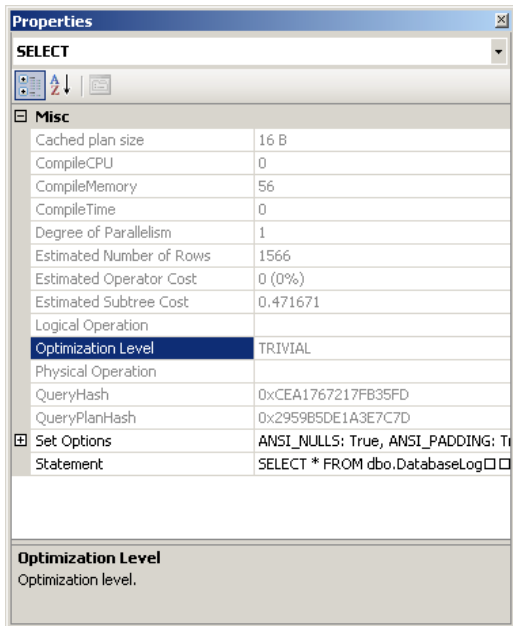 Properties
SELECT
A
Z
Misc
Cached plan size 16 B
CompileCPU 0
CompileMemory 56
CompileTime 0
Degree of Parallelism 1
Estimated Number of Rows 1566
Estimated Operator Cost 0 (0%)
Estimated Subtree Cost 0.471671
Logical Operation
Optimization Level TRIVIAL
Physical Operation
QueryHash 0xCEA1767217FB35FD
QueryPlanHash 0x2959B5DE1A3E7C7D
Set Options ANSI_NULLS: True, ANSI_PADDING: Tr
Statement SELECT * FROM dbo.DatabaseLog□□
Optimization Level
Optimization level.